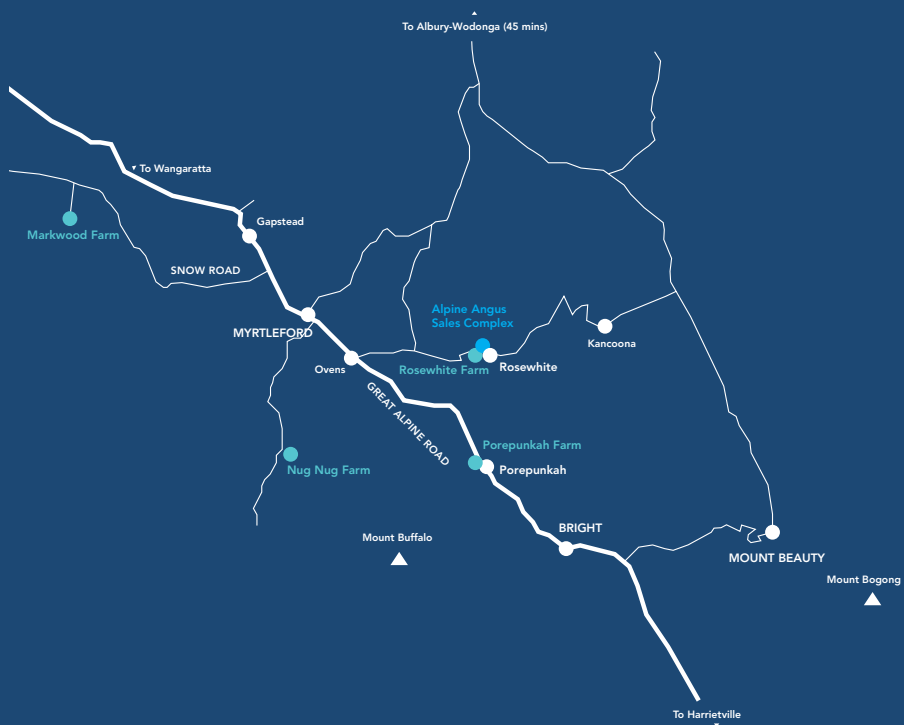 To Albury-Wodonga (45 mins)
To Wangaratta
Gapstead
Markwood Farm
SNOW ROAD
Alpine Angus
Sales Complex
MYRTLEFORD
Kancoona
Ovens
Rosewhite Farm
Rosewhite
GREAT ALPINE ROAD
Porepunkah Farm
Nug Nug Farm
Porepunkah
BRIGHT
Mount Buffalo
MOUNT BEAUTY
Mount Bogong
To Harrietville